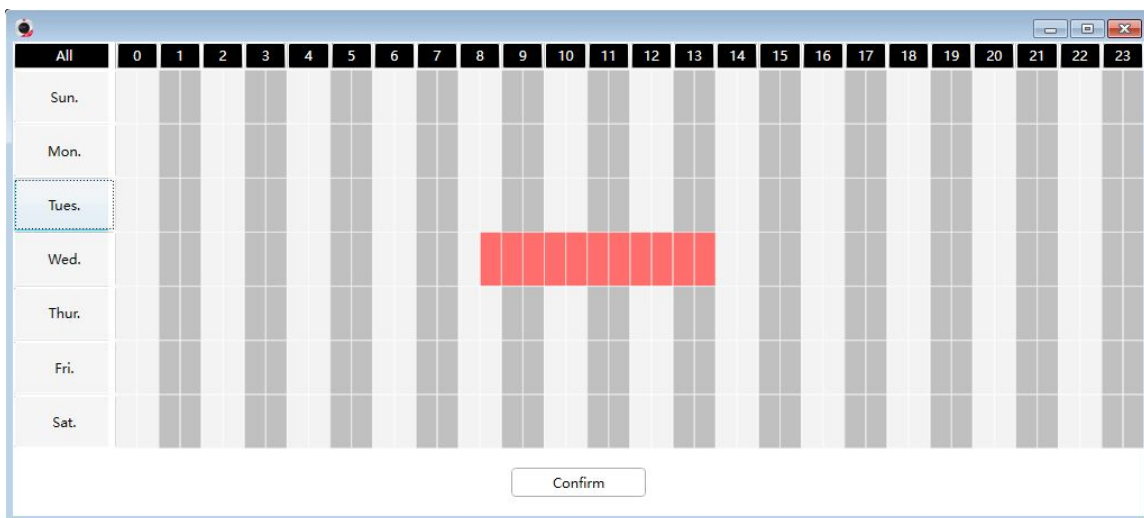 All 0 1 2 3 4 5 6 7 8 9 10 11 12 13 14 15 16 17 18 19 20 21 22 23
Sun.
Mon.
Tues.
Wed.
Thur.
Fri.
Sat.
Confirm